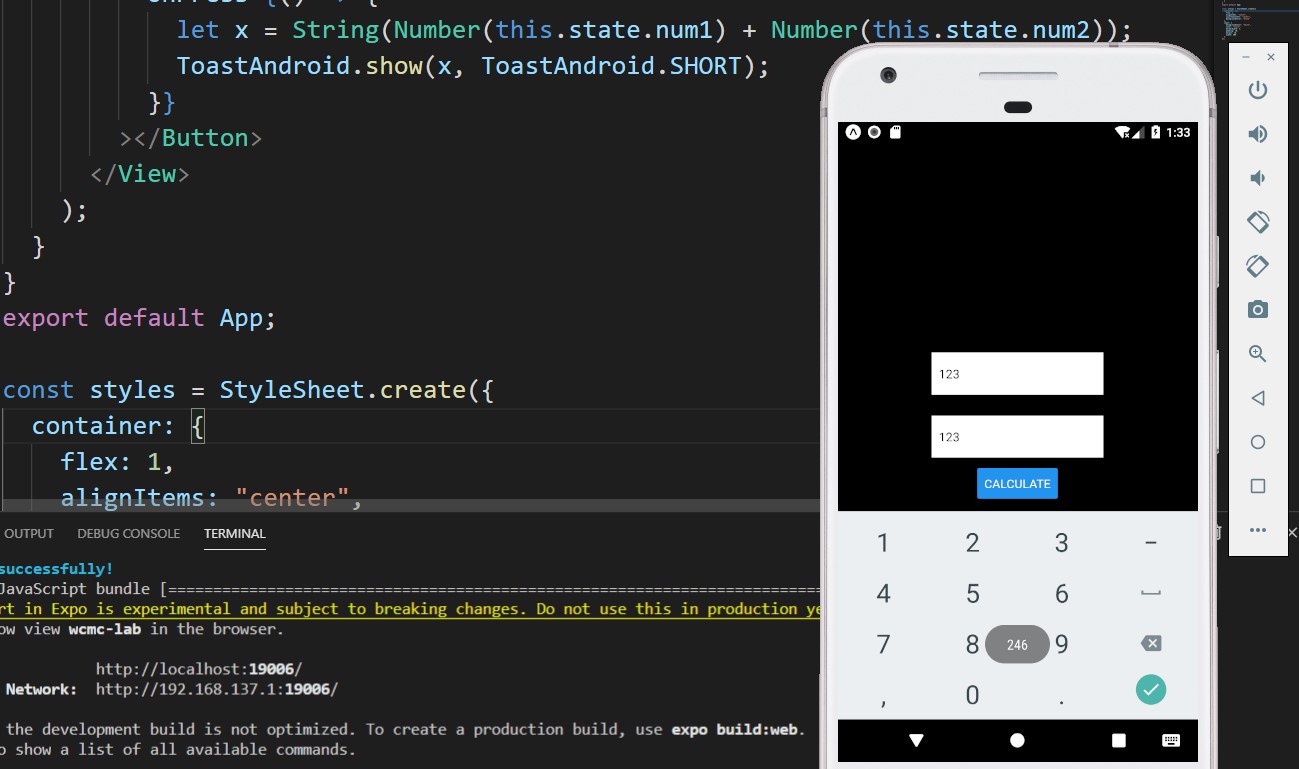 let x = String(Number(this.state.num1) + Number(this.state.num2));
ToastAndroid.show(x, ToastAndroid.SHORT);
}}
></Button>
</View>
);
}
}
export default App;
const styles = StyleSheet.create({
container: {
flex: 1,
alignItems: "center",
OUTPUT DEBUG CONSOLE TERMINAL
successfully!
JavaScript bundle [
rt in Expo is experimental and subject to breaking changes. Do not use this in production ye
ow view wcmc-lab in the browser.
http://localhost:19006/
Network: http://192.168.137.1:19006/
the development build is not optimized. To create a production build, use expo build:web.
o show a list of all available commands.
1:33
123
123
CALCULATE
1 2 3 -
4 5 6
7 8 246 9
, 0 .